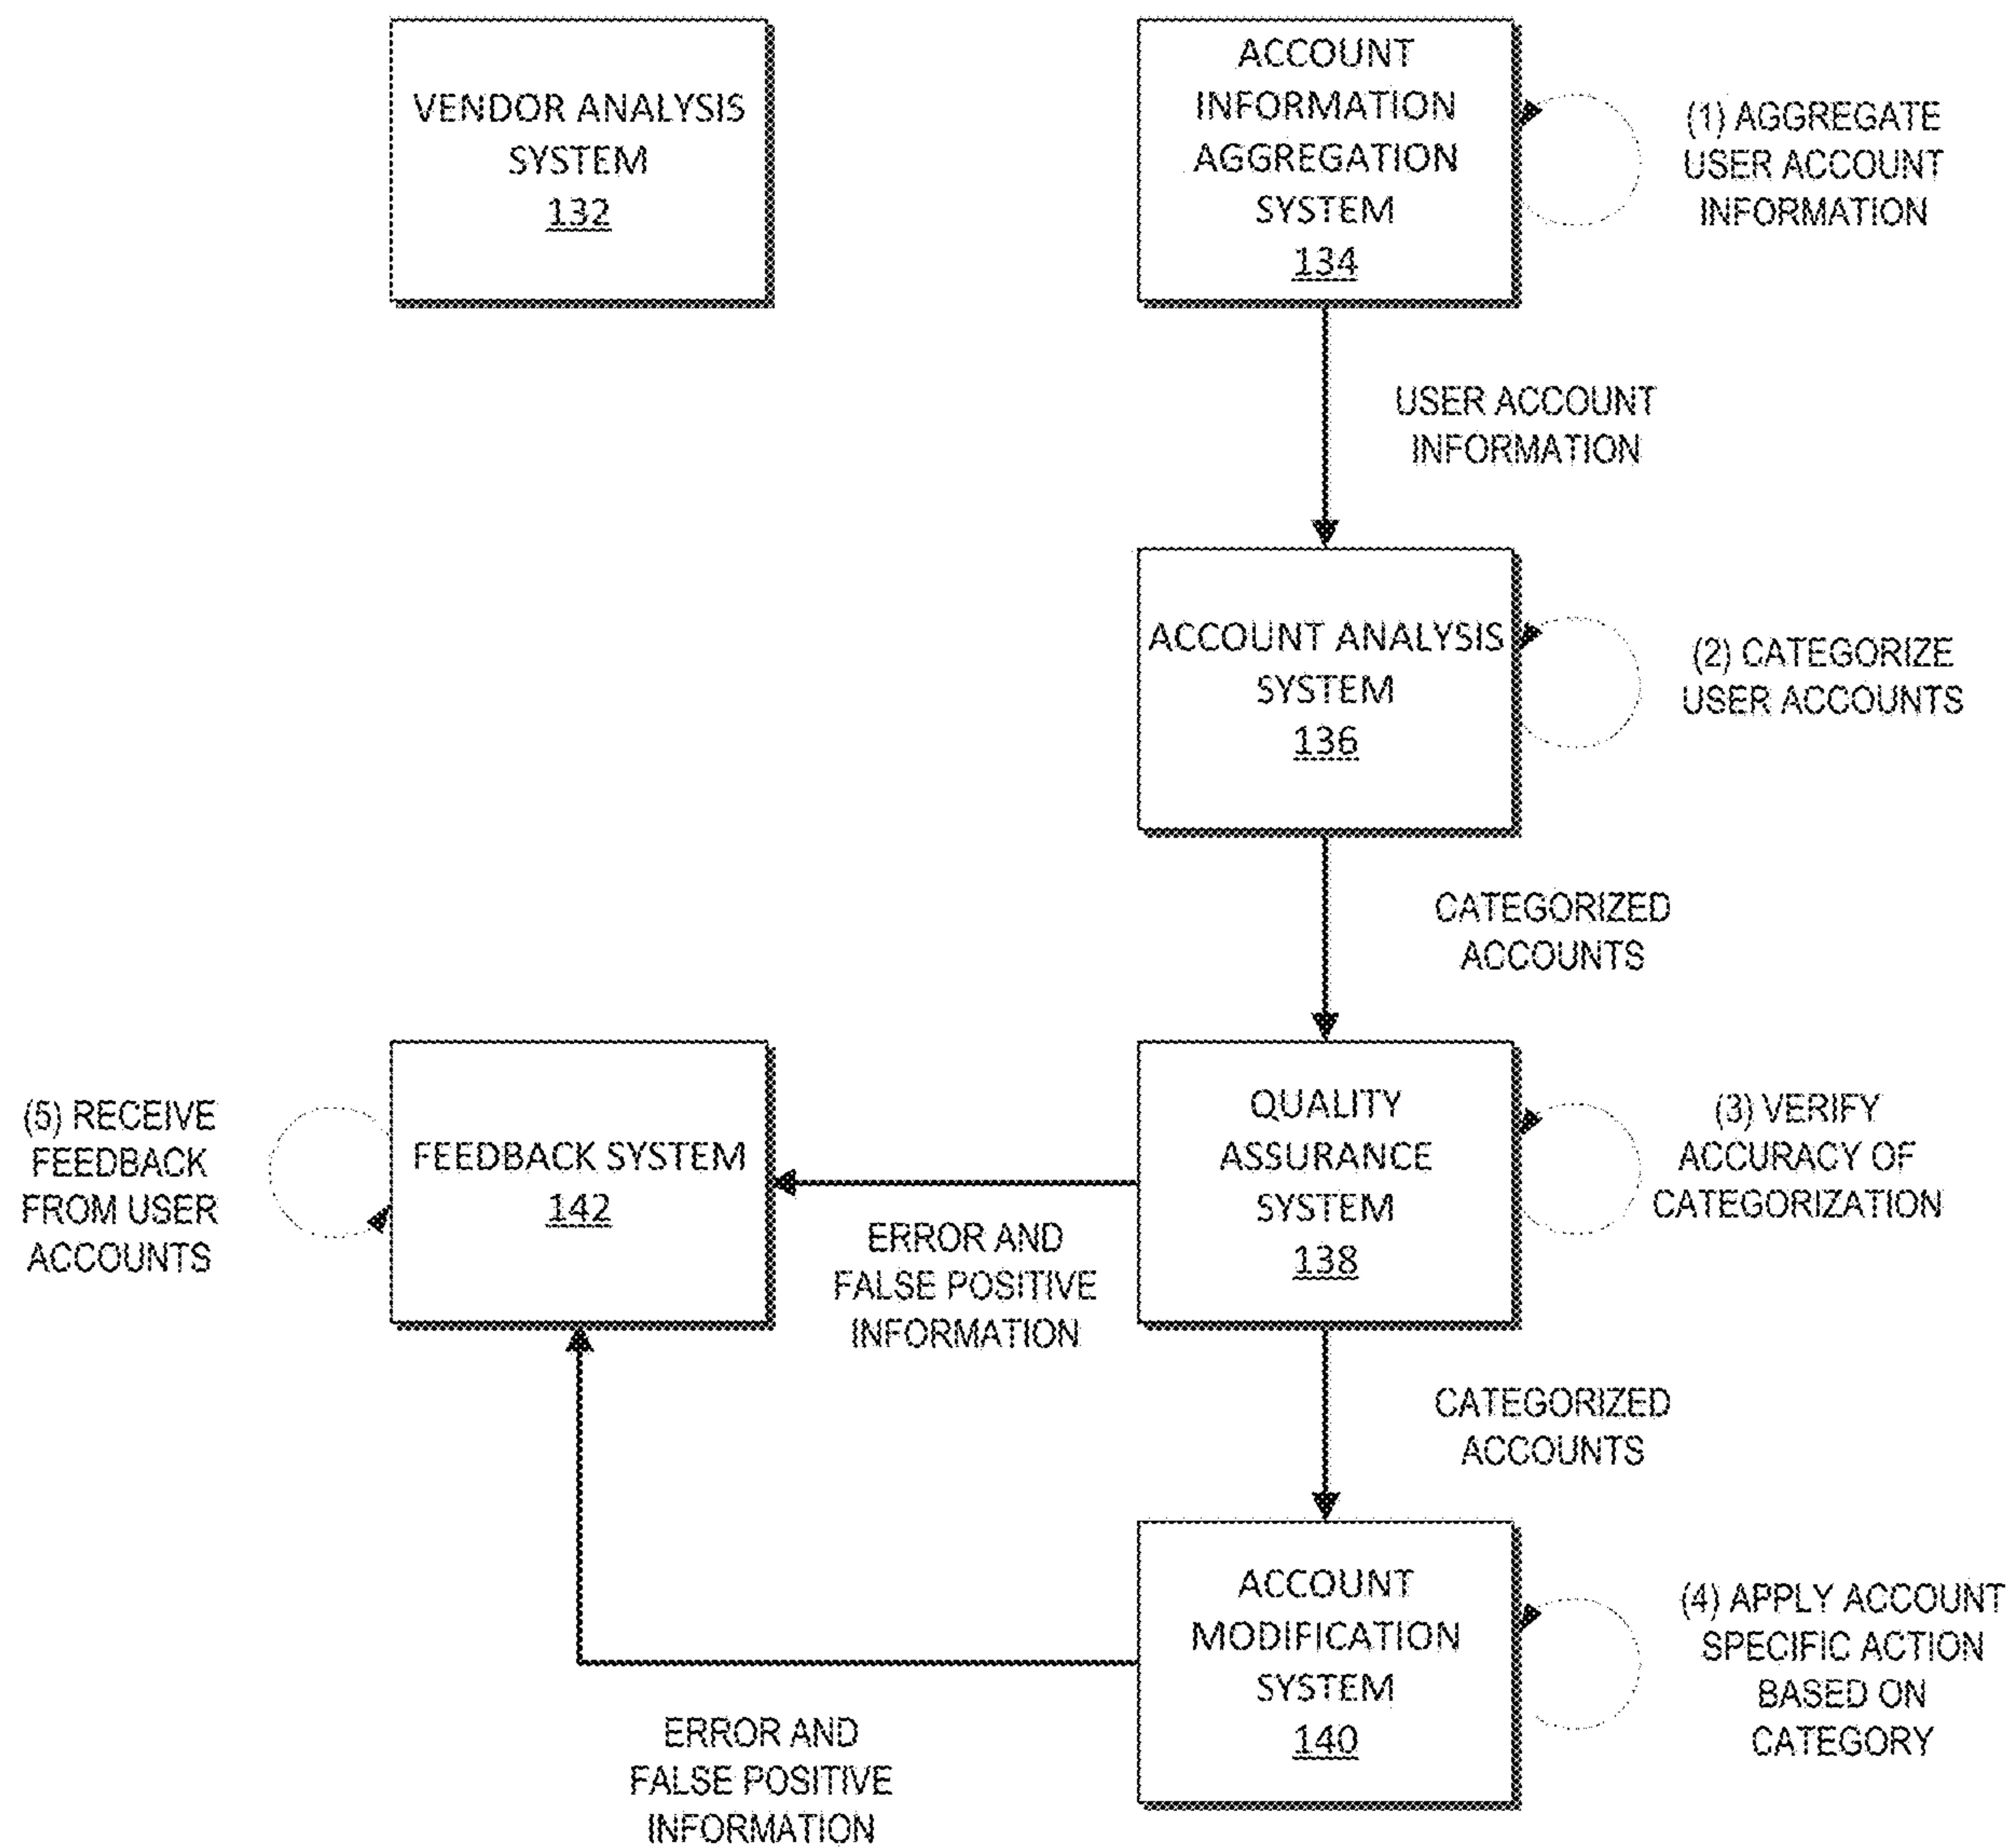 VENDOR ANALYSIS
SYSTEM
132
ACCOUNT
INFORMATION
AGGREGATION
SYSTEM
134
(1) AGGREGATE
USER ACCOUNT
INFORMATION
USER ACCOUNT
INFORMATION
ACCOUNT ANALYSIS
SYSTEM
136
(2) CATEGORIZE
USER ACCOUNTS
CATEGORIZED
ACCOUNTS
(5) RECEIVE
FEEDBACK
FROM USER
ACCOUNTS
FEEDBACK SYSTEM
142
ERROR AND
FALSE POSITIVE
INFORMATION
QUALITY
ASSURANCE
SYSTEM
138
(3) VERIFY
ACCURACY OF
CATEGORIZATION
CATEGORIZED
ACCOUNTS
ACCOUNT
MODIFICATION
SYSTEM
140
(4) APPLY ACCOUNT
SPECIFIC ACTION
BASED ON
CATEGORY
ERROR AND
FALSE POSITIVE
INFORMATION